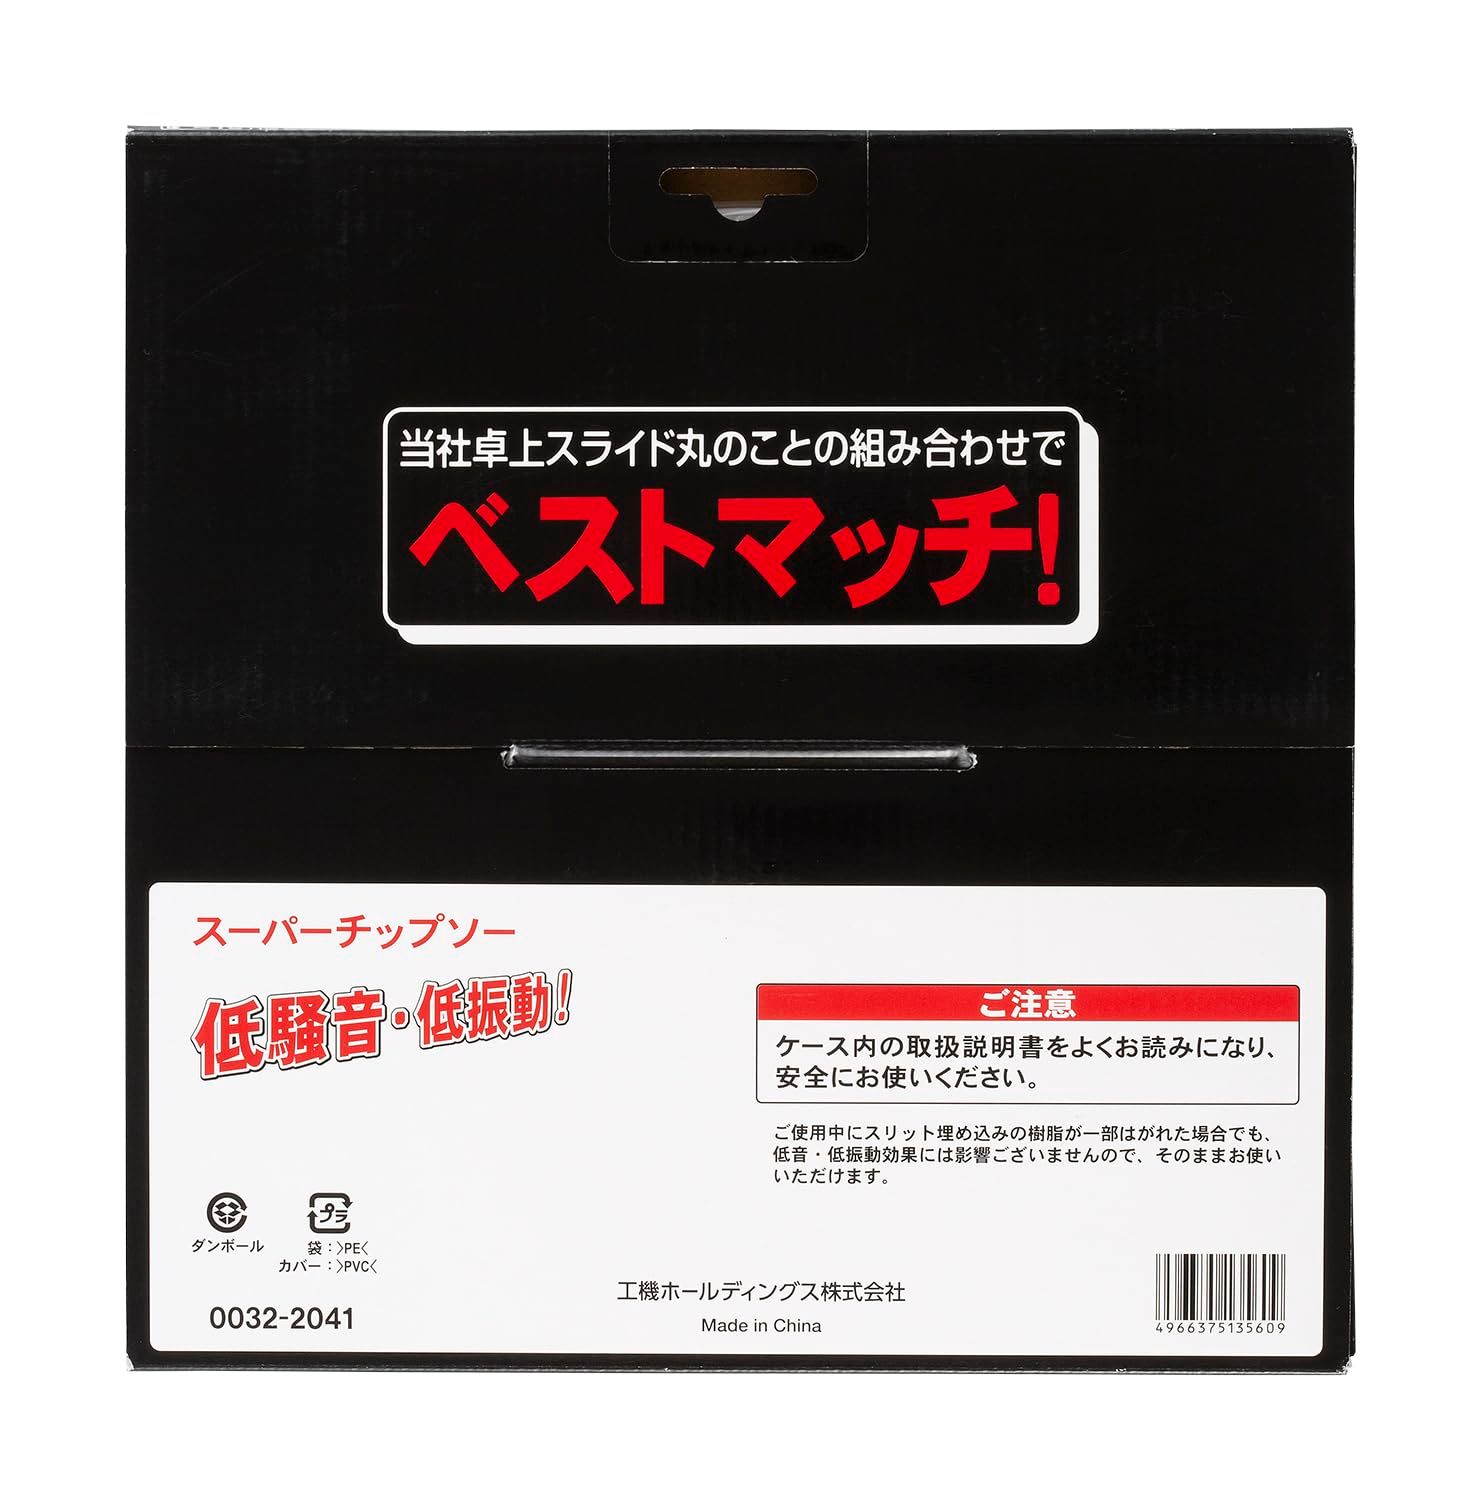 当社卓上スライド丸のことの組み合わせで
ベストマッチ!
スーパーチップソー
低騒音・低振動!
ご注意
ケース内の取扱説明書をよくお読みになり、
安全にお使いください。
ご使用中にスリット埋め込みの樹脂が一部はがれた場合でも、
低音・低振動効果には影響ございませんので、そのままお使い
いただけます。
プラ
ダンボール
袋：>PE<
カバー：>PVC<
0032-2041
工機ホールディングス株式会社
Made in China
4966375135609